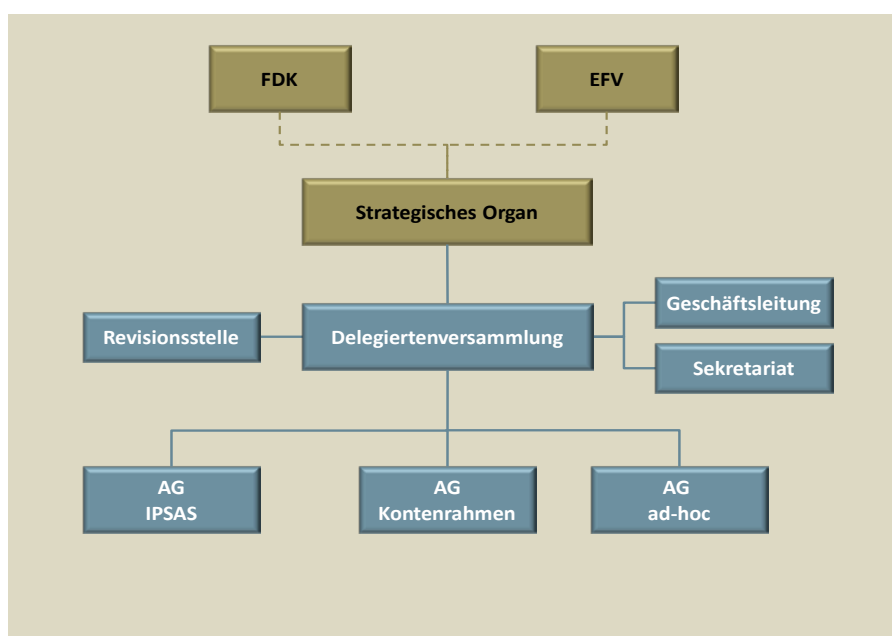 FDK
EFV
Strategisches Organ
Geschäftsleitung
Revisionsstelle
Delegiertenversammlung
Sekretariat
AG
IPSAS
AG
Kontenrahmen
AG
ad-hoc